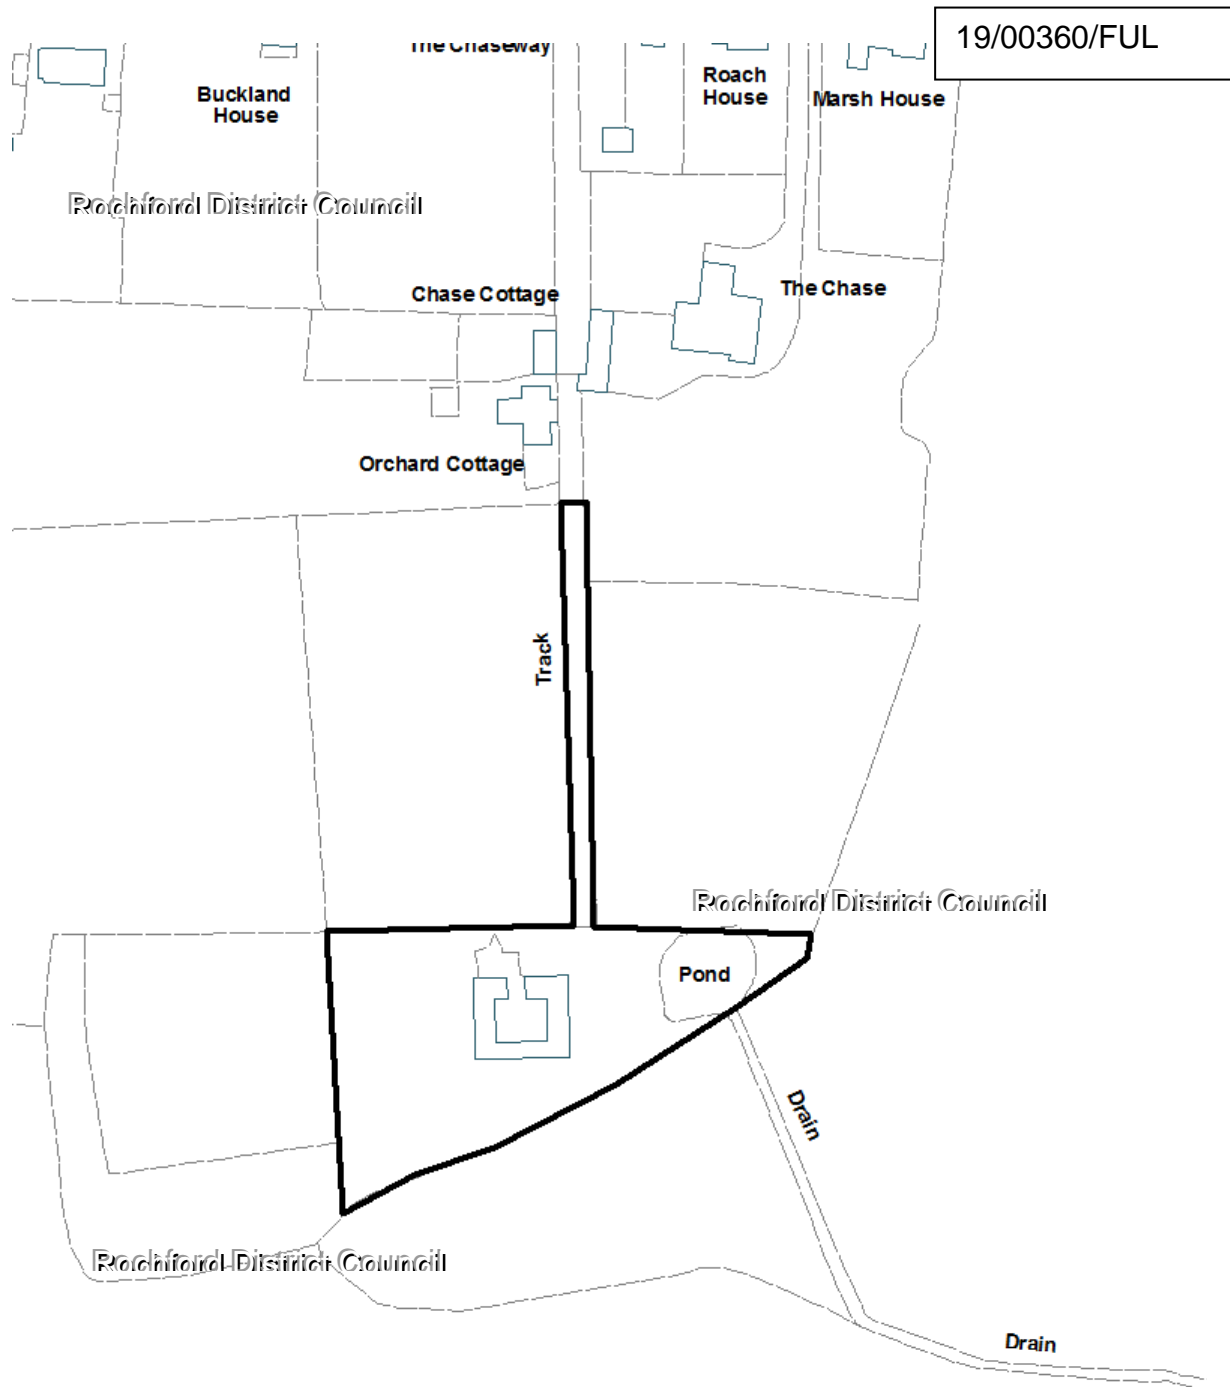 19/00360/FUL
The Chaseway
Roach
House
Marsh House
Buckland
House
Rochford District Council
The Chase
Chase Cottage
Orchard Cottage
Track
Rochford District Council
Pond
Drain
Rochford District Council
Drain